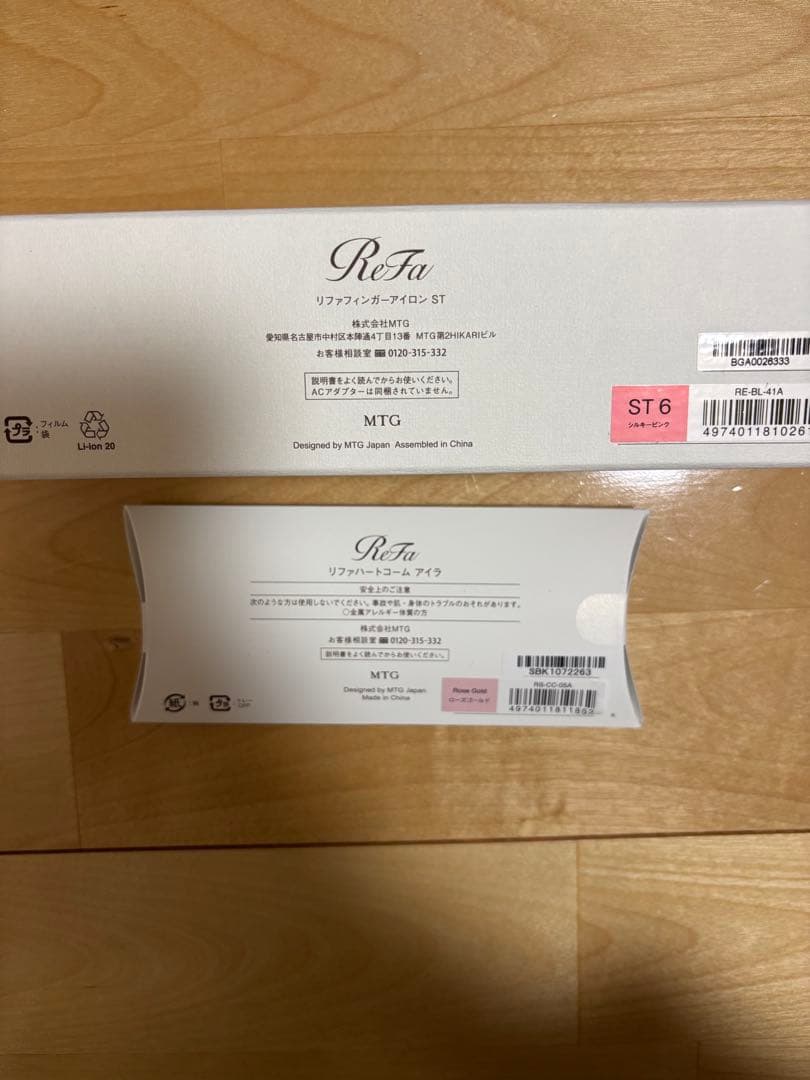 ReFa
リファフィンガーアイロン ST
株式会社MTG
愛知県名古屋市中村区本陣通4丁目13番 MTG第2HIKARIビル
お客様相談室 0120-315-332
説明書をよく読んでからお使いください。
ACアダプターは同梱されていません。
MTG
Designed by MTG Japan Assembled in China
プラ
:フィルム
袋
Li-ion 20
BGA0026333
ST 6
シルキーピンク
RE-BL-41A
4974011810261
ReFa
リファハートコーム アイラ
安全上のご注意
次のような方は使用しないでください。事故や肌・身体のトラブルのおそれがあります。
○金属アレルギー体質の方
株式会社MTG
お客様相談室 0120-315-332
説明書をよく読んでからお使いください。
MTG
Designed by MTG Japan
Made in China
紙
プラ
Rose Gold
ローズゴールド
SBK1072263
RS-CC-05A